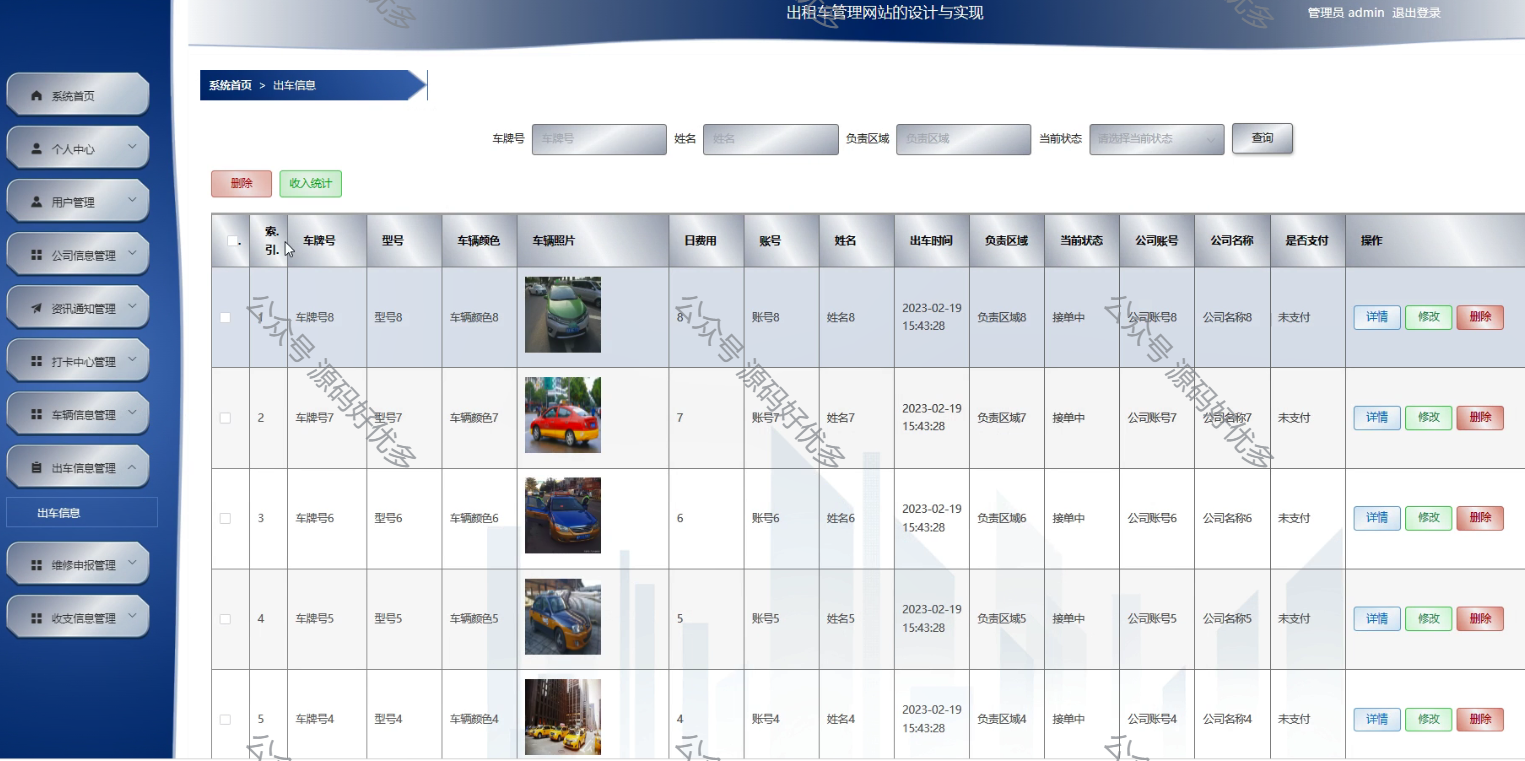 出租车管理网站的设计与实现
管理员 admin 退出登录
系统首页
个人中心
用户管理
公司信息管理
资讯通知管理
打卡中心管理
车辆信息管理
出车信息管理
出车信息
维修申报管理
收支信息管理
系统首页 > 出车信息
车牌号 车牌号 姓名 姓名 负责区域 负责区域 当前状态 请选择当前状态 查询
删除 收入统计
索引. 车牌号 型号 车辆颜色 车辆照片 日费用 账号 姓名 出车时间 负责区域 当前状态 公司账号 公司名称 是否支付 操作
1 车牌号8 型号8 车辆颜色8 8 账号8 姓名8 2023-02-19 15:43:28 负责区域8 接单中 公司账号8 公司名称8 未支付 详情 修改 删除
2 车牌号7 型号7 车辆颜色7 7 账号7 姓名7 2023-02-19 15:43:28 负责区域7 接单中 公司账号7 公司名称7 未支付 详情 修改 删除
3 车牌号6 型号6 车辆颜色6 6 账号6 姓名6 2023-02-19 15:43:28 负责区域6 接单中 公司账号6 公司名称6 未支付 详情 修改 删除
4 车牌号5 型号5 车辆颜色5 5 账号5 姓名5 2023-02-19 15:43:28 负责区域5 接单中 公司账号5 公司名称5 未支付 详情 修改 删除
5 车牌号4 型号4 车辆颜色4 4 账号4 姓名4 2023-02-19 15:43:28 负责区域4 接单中 公司账号4 公司名称4 未支付 详情 修改 删除
公众号 源码好优多
公众号 源码好优多
公众号 源码好优多